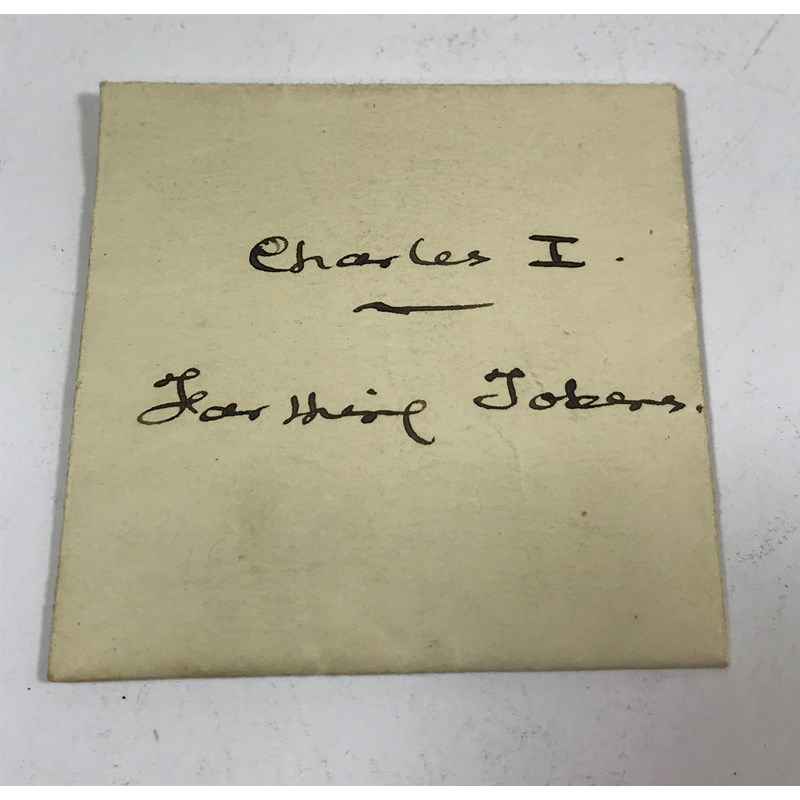 Charles I.
Farthing Tokens.